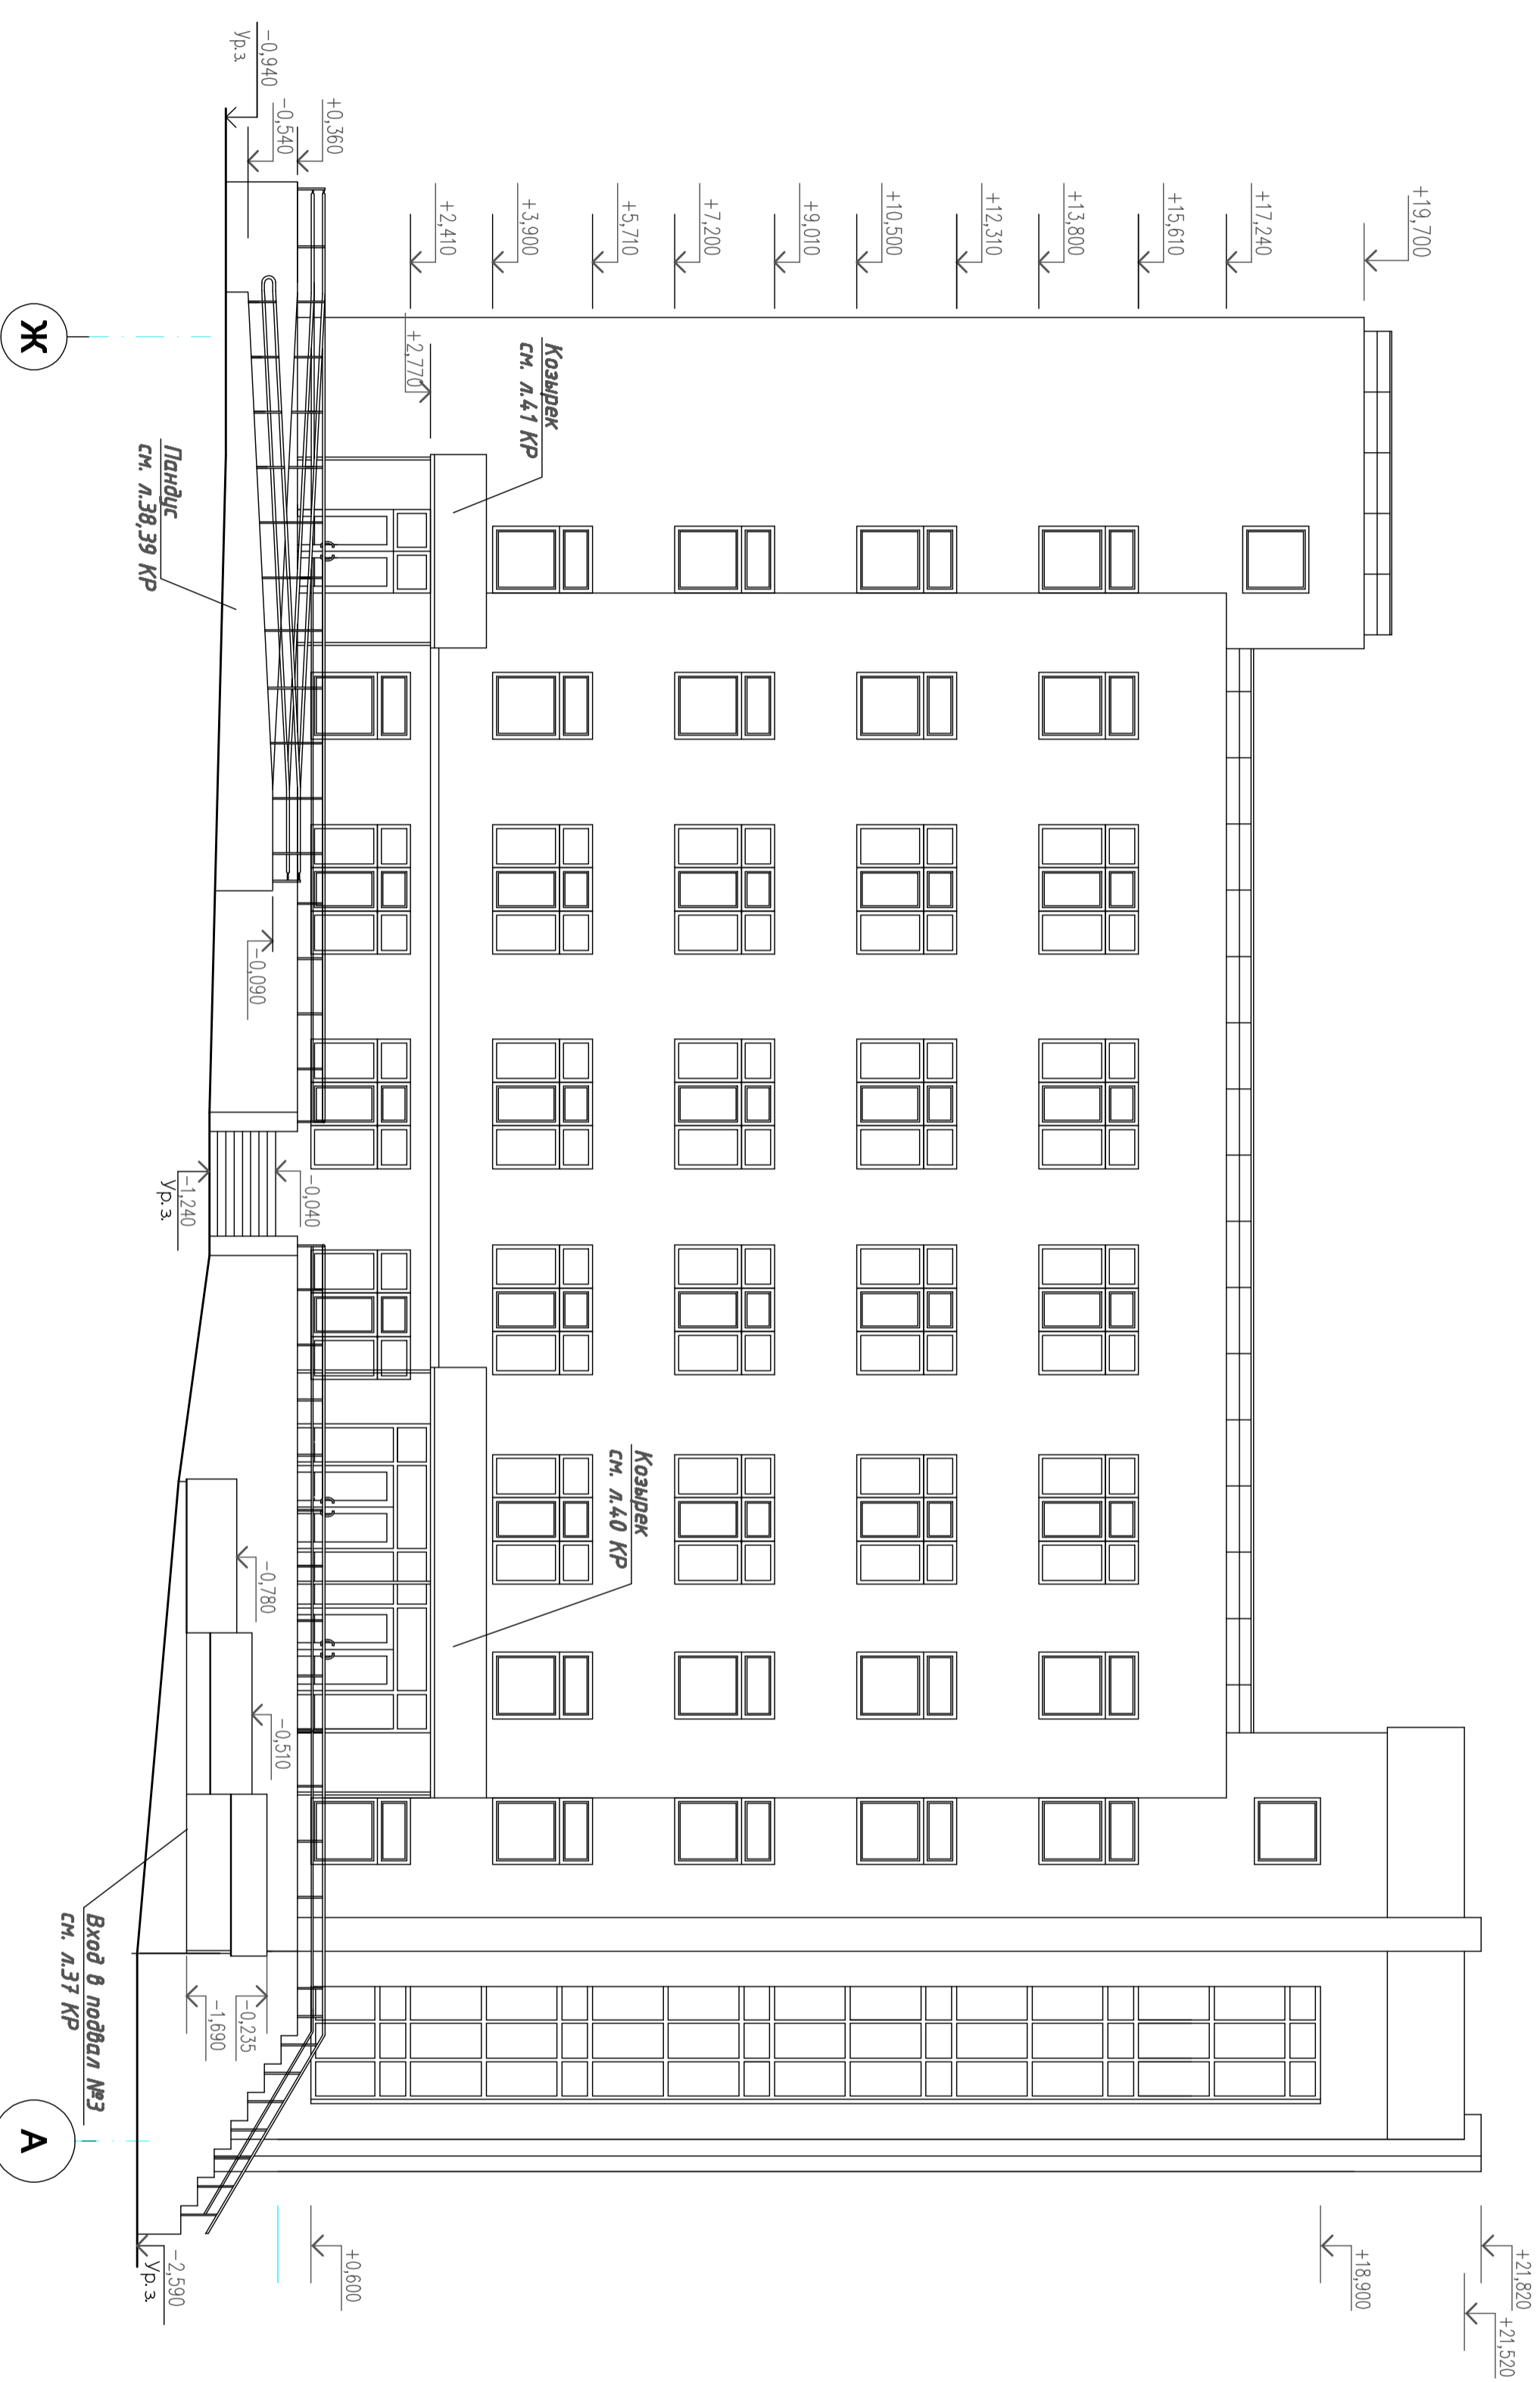 +21,820
+21,520
+19,700
+18,900
+17,240
+15,610
+13,800
+12,310
+10,500
+9,010
+7,200
+5,710
+3,900
+2,410
+2,770
+0,600
+0,360
-0,540
-0,940
Ур.з.
Козырек
см. л.41 КР
Козырек
см. л.40 КР
Пандус
см. л.38,39 КР
-0,090
-0,040
-1,240
Ур.з.
-0,780
-0,510
-0,235
-1,690
Вход в подвал №3
см. л.37 КР
-2,590
Ур.з.
Ж
А